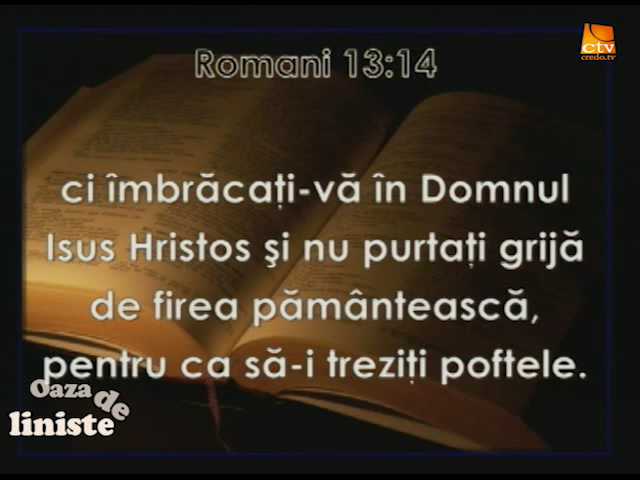 ctv
credo.tv
Romani 13:14
ci îmbrăcați-vă în Domnul
Isus Hristos şi nu purtați grijă
de firea pământească,
pentru ca să-i treziți poftele.
Oaza
de
liniste